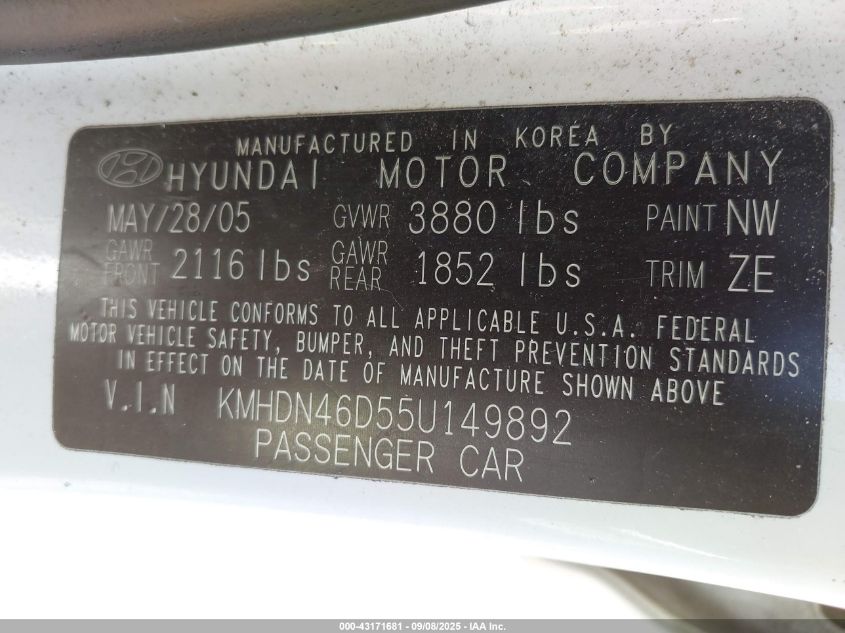 MANUFACTURED IN KOREA BY
HYUNDAI MOTOR COMPANY
MAY/28/05 GVWR 3880 lbs PAINT NW
GAWR FRONT 2116 lbs GAWR REAR 1852 lbs TRIM ZE
THIS VEHICLE CONFORMS TO ALL APPLICABLE U.S.A. FEDERAL
MOTOR VEHICLE SAFETY, BUMPER, AND THEFT PREVENTION STANDARDS
IN EFFECT ON THE DATE OF MANUFACTURE SHOWN ABOVE
V.I.N KMHDN46D55U149892
PASSENGER CAR
000-43171681 - 09/08/2025 - IAA Inc.